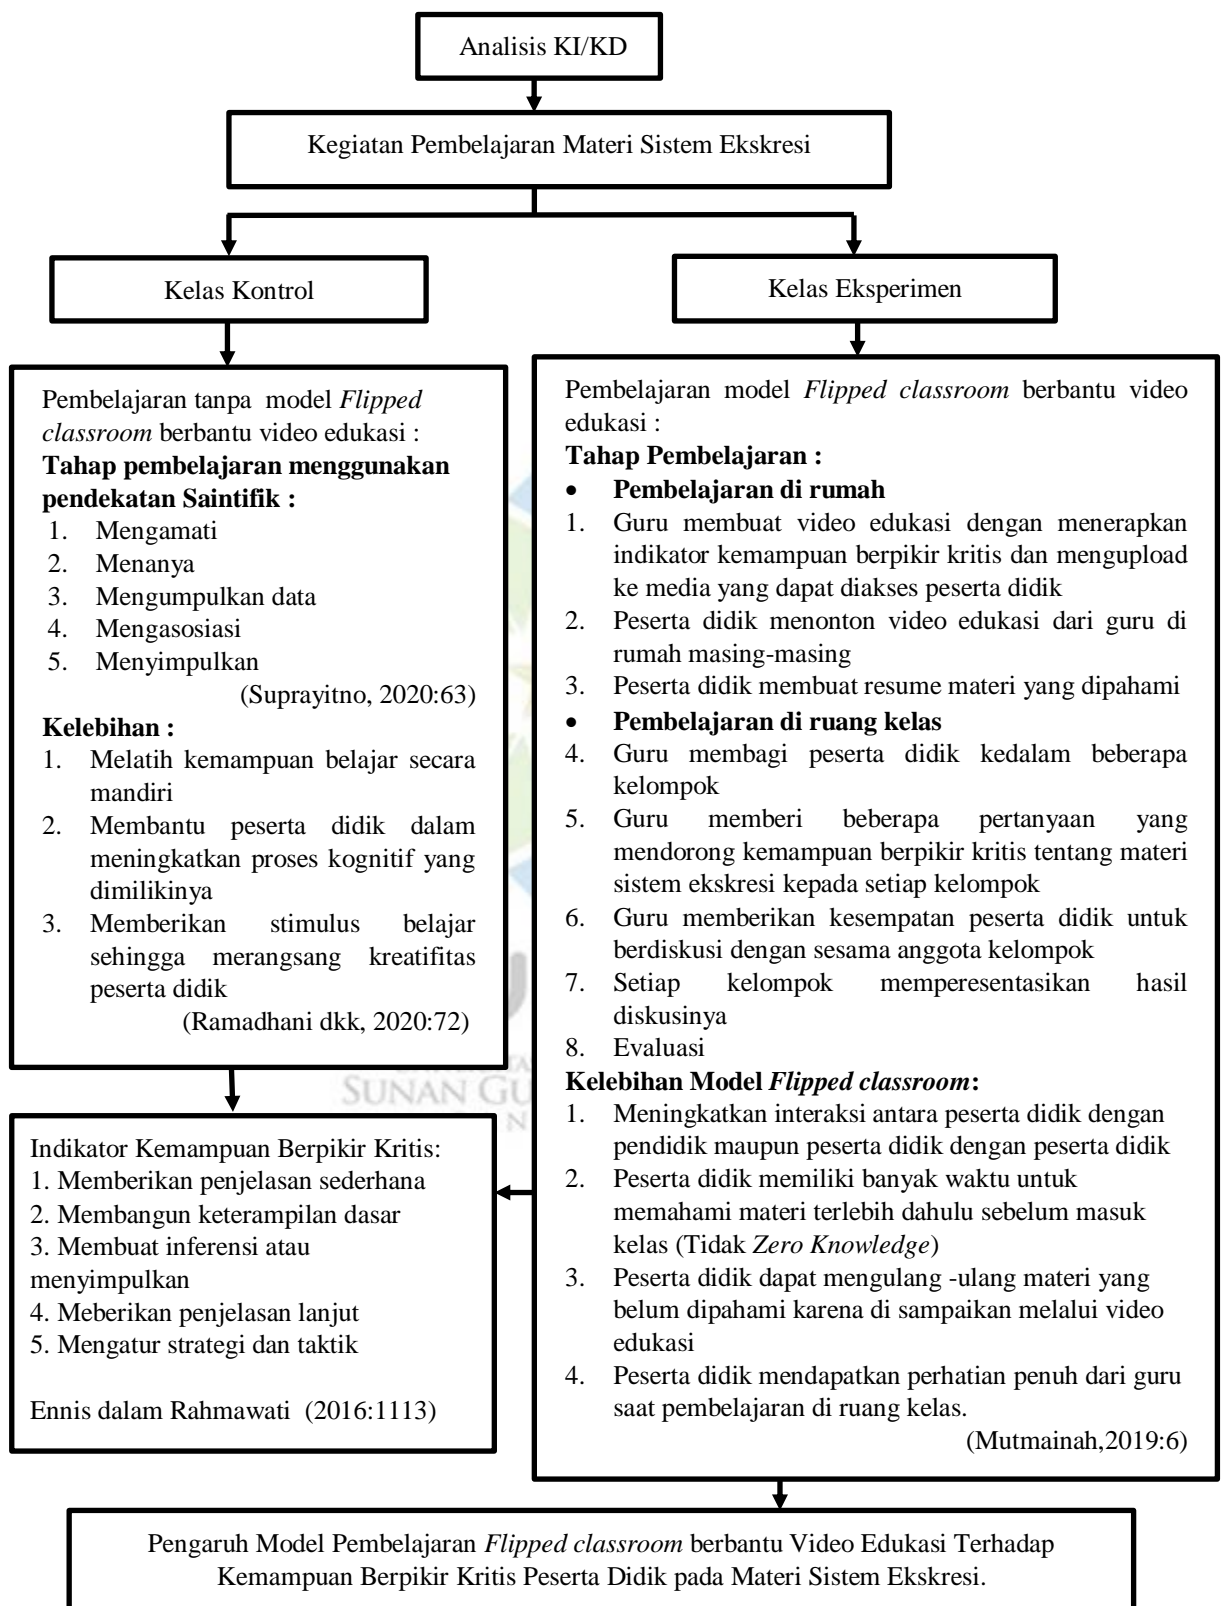 Analisis KI/KD
Kegiatan Pembelajaran Materi Sistem Ekskresi
Kelas Kontrol
Kelas Eksperimen
Pembelajaran tanpa model Flipped
classroom berbantu video edukasi :
Tahap pembelajaran menggunakan
pendekatan Saintifik :
1. Mengamati
2. Menanya
3. Mengumpulkan data
4. Mengasosiasi
5. Menyimpulkan
(Suprayitno, 2020:63)
Kelebihan :
1. Melatih kemampuan belajar secara
mandiri
2. Membantu peserta didik dalam
meningkatkan proses kognitif yang
dimilikinya
3. Memberikan stimulus belajar
sehingga merangsang kreatifitas
peserta didik
(Ramadhani dkk, 2020:72)
Pembelajaran model Flipped classroom berbantu video
edukasi :
Tahap Pembelajaran :
• Pembelajaran di rumah
1. Guru membuat video edukasi dengan menerapkan
indikator kemampuan berpikir kritis dan mengupload
ke media yang dapat diakses peserta didik
2. Peserta didik menonton video edukasi dari guru di
rumah masing-masing
3. Peserta didik membuat resume materi yang dipahami
• Pembelajaran di ruang kelas
4. Guru membagi peserta didik kedalam beberapa
kelompok
5. Guru memberi beberapa pertanyaan yang
mendorong kemampuan berpikir kritis tentang materi
sistem ekskresi kepada setiap kelompok
6. Guru memberikan kesempatan peserta didik untuk
berdiskusi dengan sesama anggota kelompok
7. Setiap kelompok memperesentasikan hasil
diskusinya
8. Evaluasi
Kelebihan Model Flipped classroom:
1. Meningkatkan interaksi antara peserta didik dengan
pendidik maupun peserta didik dengan peserta didik
2. Peserta didik memiliki banyak waktu untuk
memahami materi terlebih dahulu sebelum masuk
kelas (Tidak Zero Knowledge)
3. Peserta didik dapat mengulang -ulang materi yang
belum dipahami karena di sampaikan melalui video
edukasi
4. Peserta didik mendapatkan perhatian penuh dari guru
saat pembelajaran di ruang kelas.
(Mutmainah,2019:6)
SUNAN GU
Indikator Kemampuan Berpikir Kritis:
1. Memberikan penjelasan sederhana
2. Membangun keterampilan dasar
3. Membuat inferensi atau
menyimpulkan
4. Meberikan penjelasan lanjut
5. Mengatur strategi dan taktik
Ennis dalam Rahmawati (2016:1113)
Pengaruh Model Pembelajaran Flipped classroom berbantu Video Edukasi Terhadap
Kemampuan Berpikir Kritis Peserta Didik pada Materi Sistem Ekskresi.